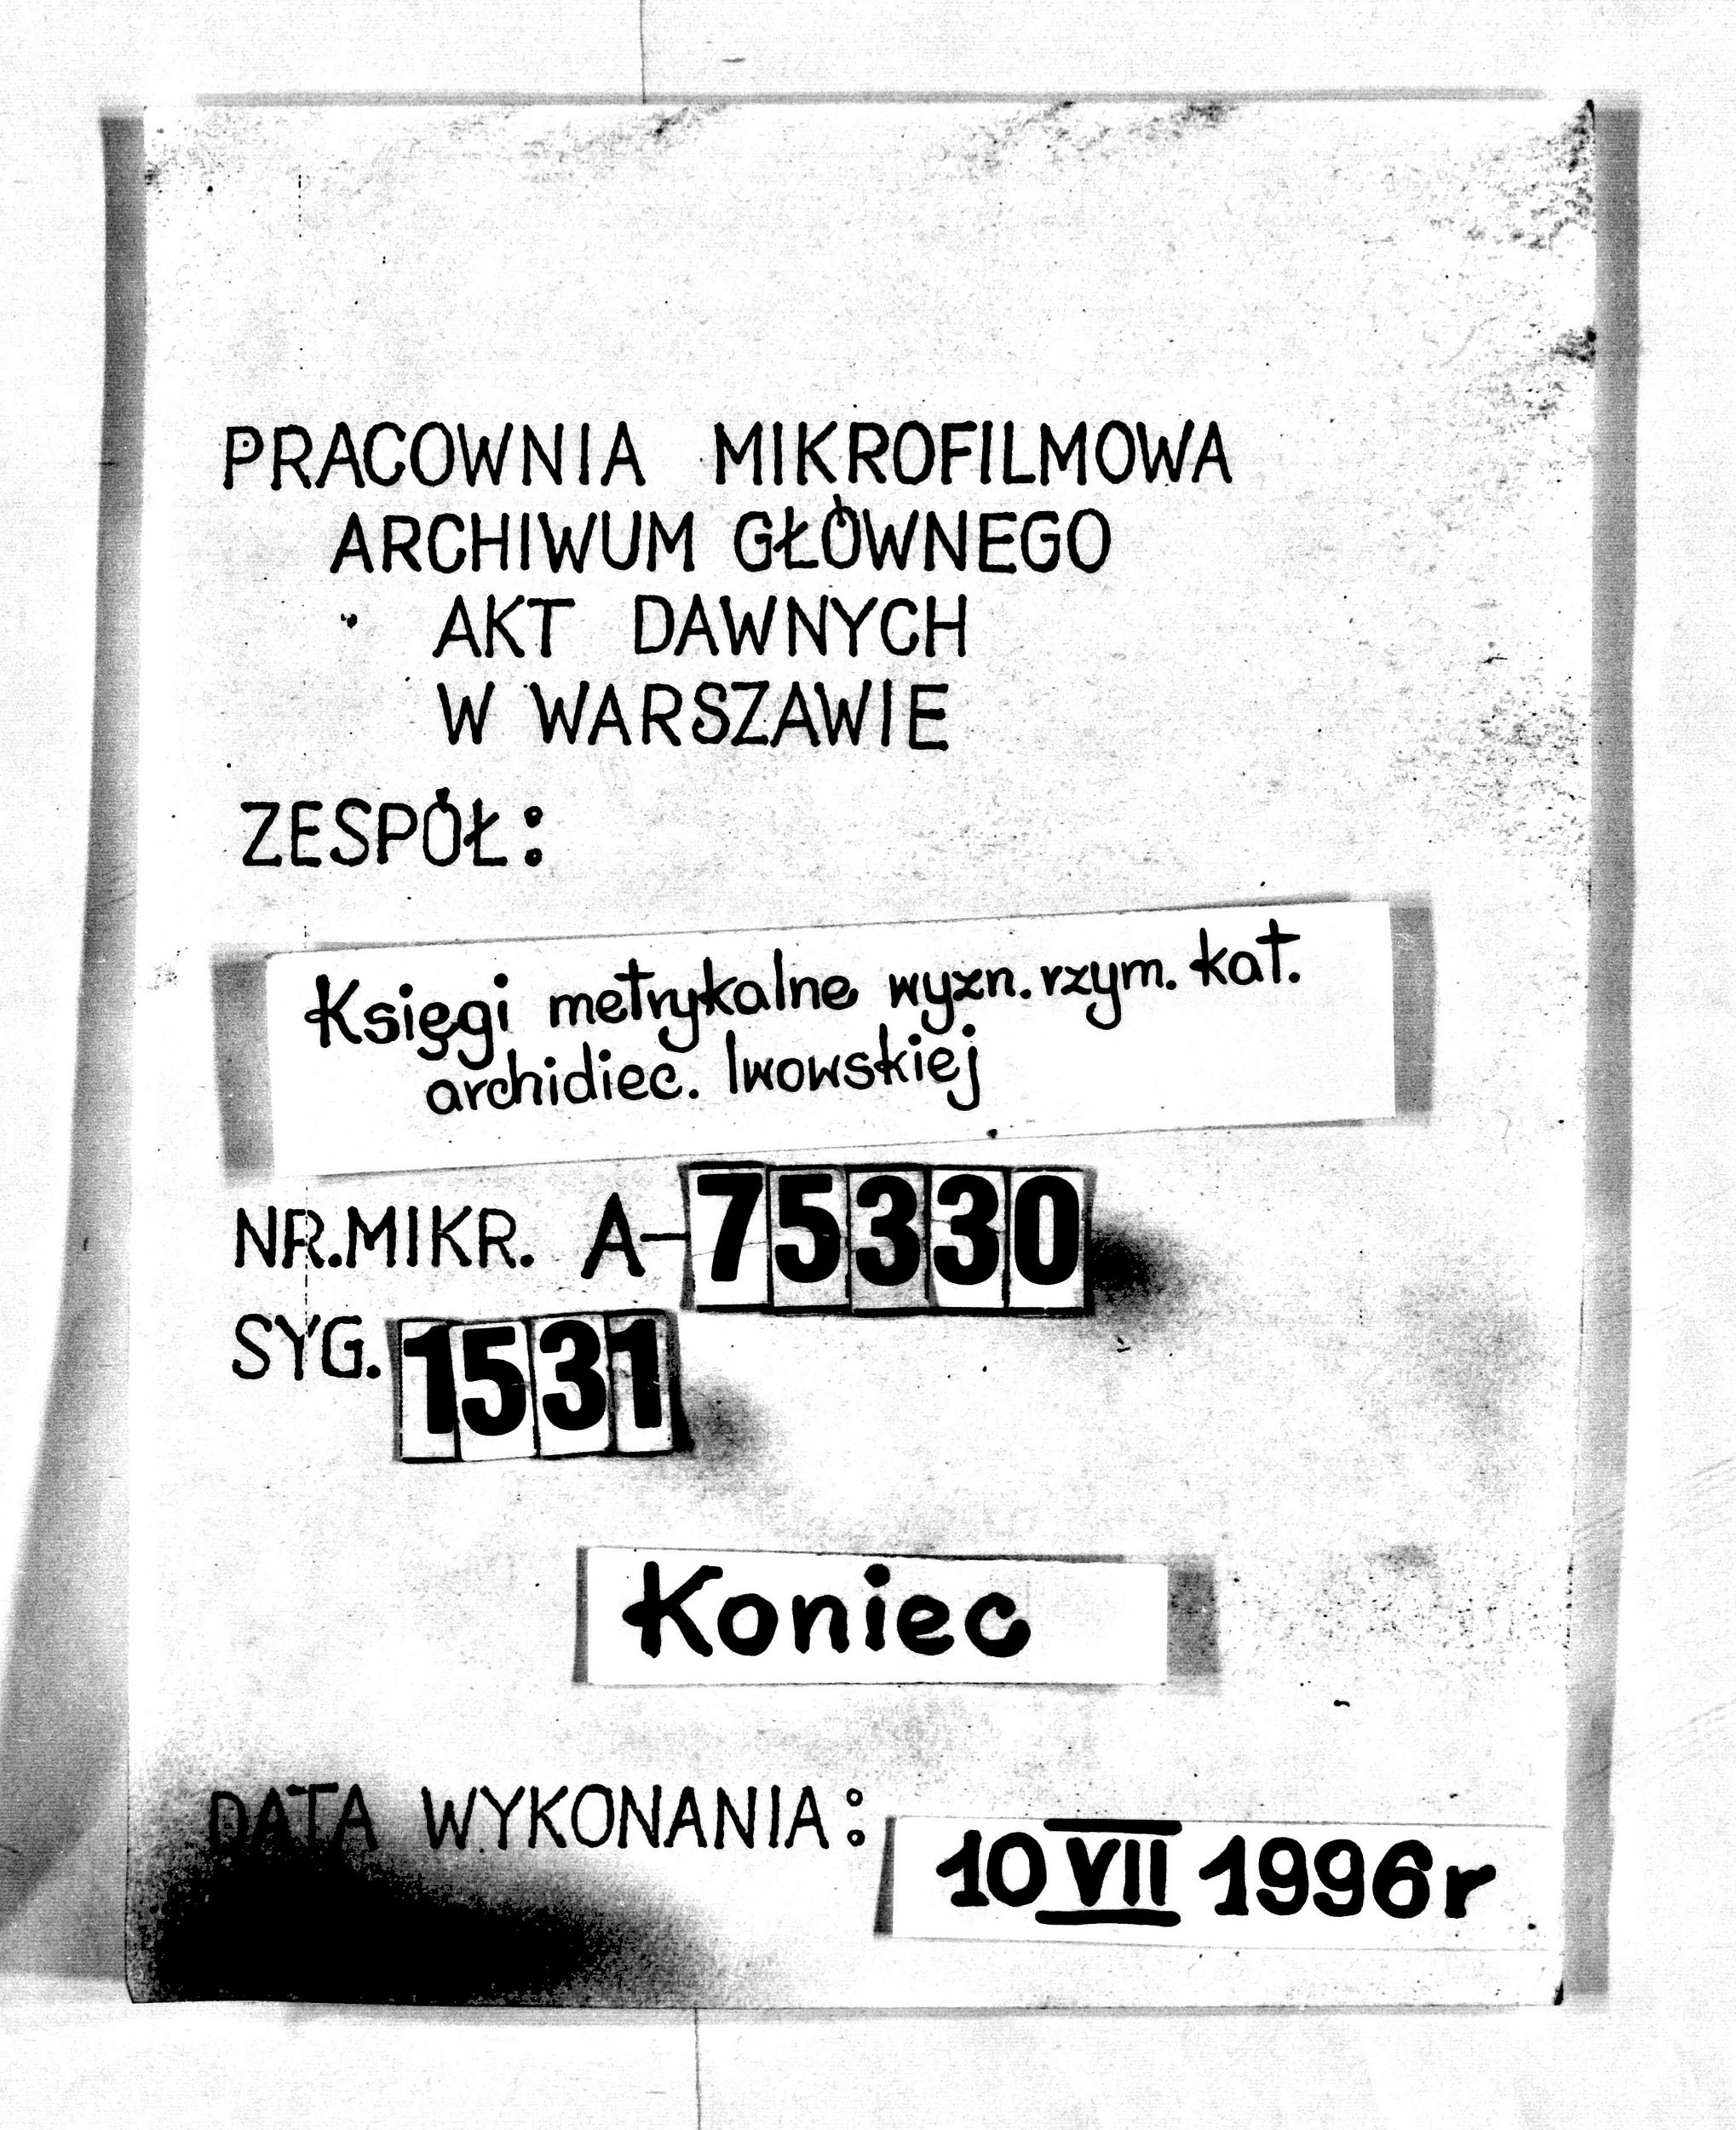 PRACOWNIA MIKROFILMOWA
ARCHIWUM GŁÓWNEGO
AKT DAWNYCH
W WARSZAWIE
ZESPÓŁ:
Księgi metrykalne wyzn. rzym. kat.
archidiec. lwowskiej
NR.MIKR. A-75330
SYG. 1531
Koniec
DATA WYKONANIA: 10 VII 1996r